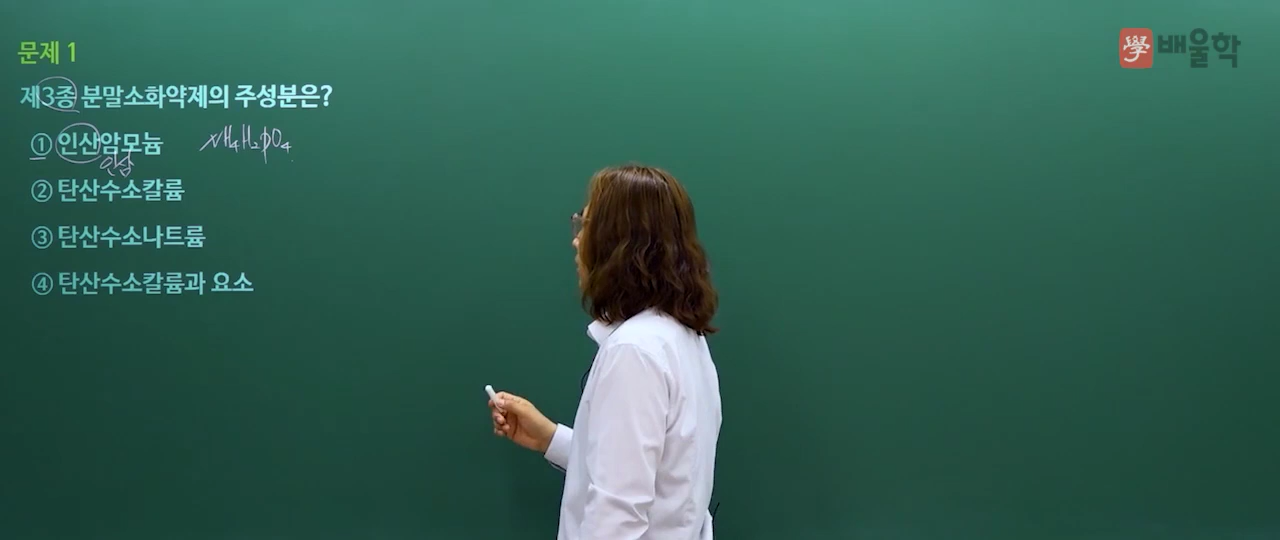 문제 1
學 배울학
제3종 분말소화약제의 주성분은?
① 인산암모늄 NH₄H₂PO₄
인삼
② 탄산수소칼륨
③ 탄산수소나트륨
④ 탄산수소칼륨과 요소